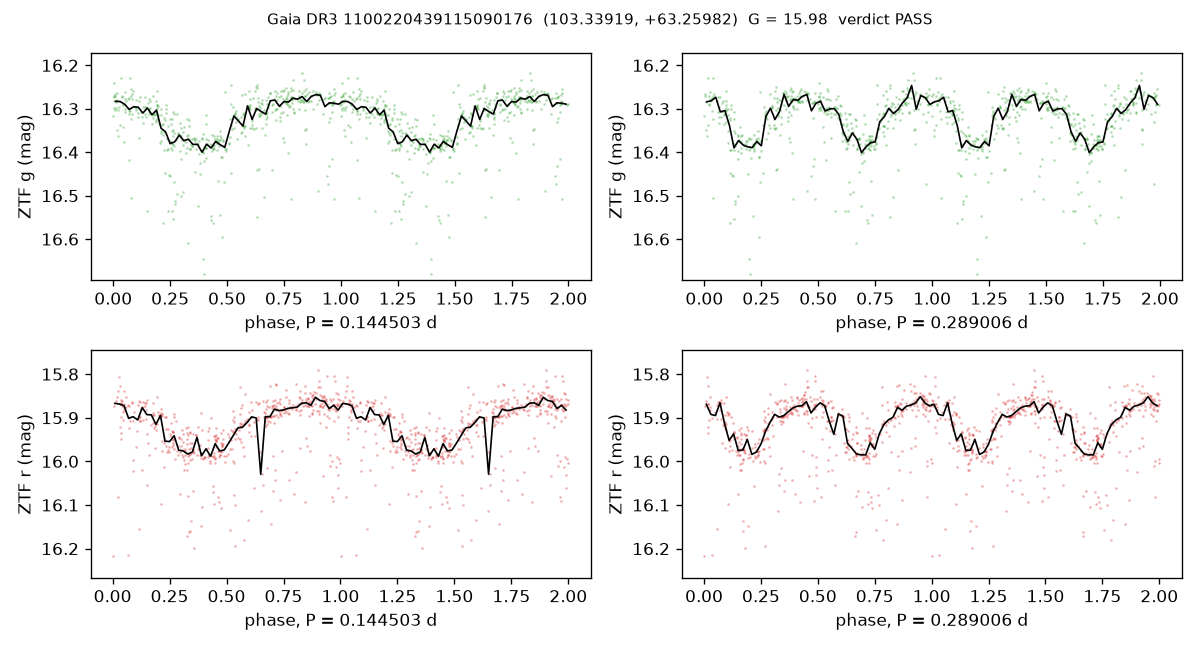 Gaia DR3 1100220439115090176  (103.33919, +63.25982)  G = 15.98  verdict PASS
ZTF g (mag)
16.2
16.3
16.4
16.5
16.6
0.00 0.25 0.50 0.75 1.00 1.25 1.50 1.75 2.00
phase, P = 0.144503 d
ZTF g (mag)
16.2
16.3
16.4
16.5
16.6
0.00 0.25 0.50 0.75 1.00 1.25 1.50 1.75 2.00
phase, P = 0.289006 d
ZTF r (mag)
15.8
15.9
16.0
16.1
16.2
0.00 0.25 0.50 0.75 1.00 1.25 1.50 1.75 2.00
phase, P = 0.144503 d
ZTF r (mag)
15.8
15.9
16.0
16.1
16.2
0.00 0.25 0.50 0.75 1.00 1.25 1.50 1.75 2.00
phase, P = 0.289006 d